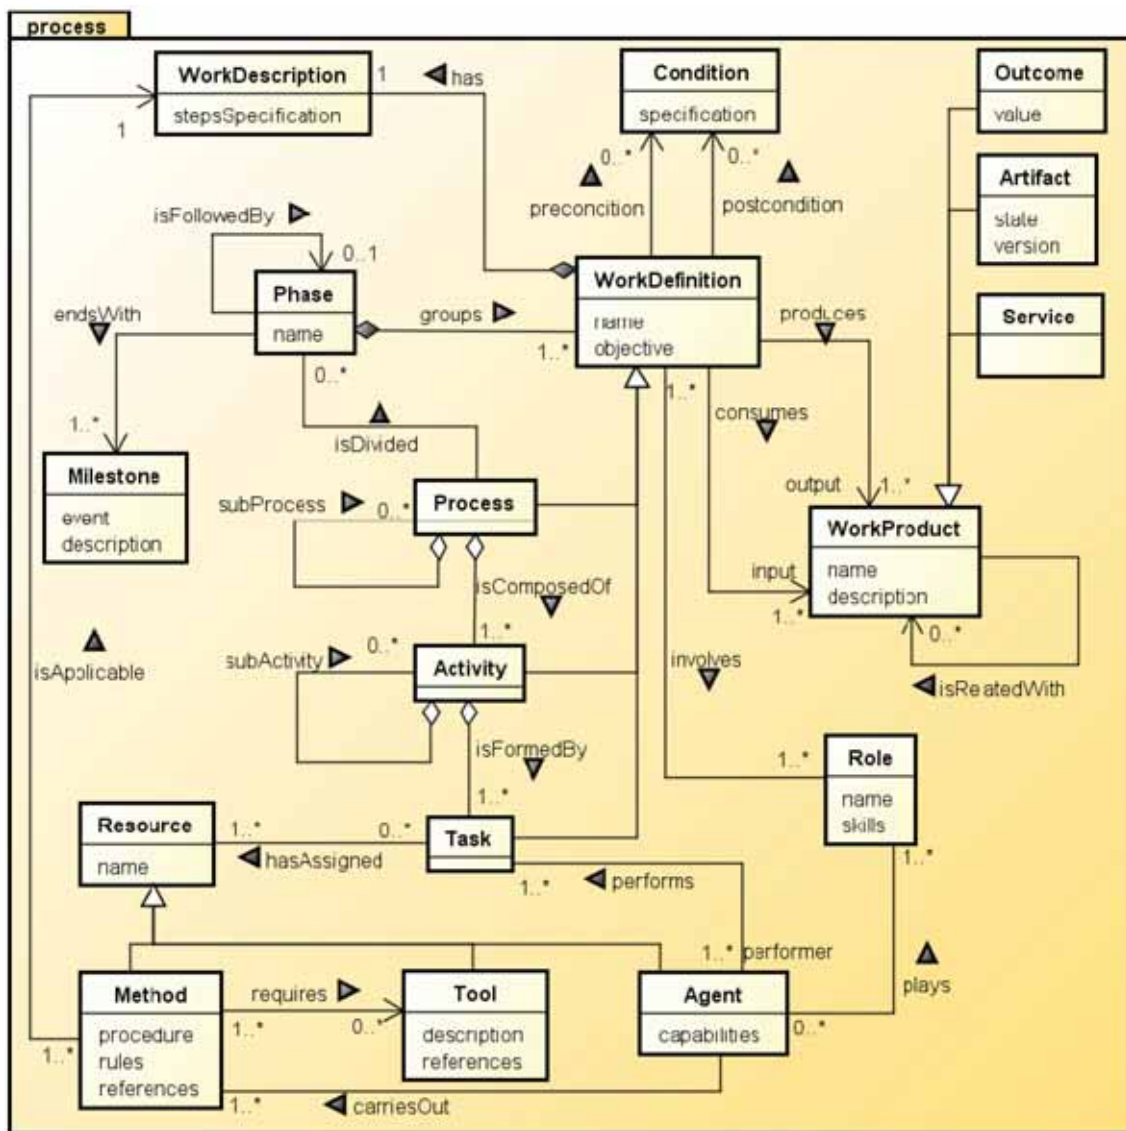 process
WorkDescription
stepsSpecification
1
has
1
Condition
specification
0..*
0..*
preconcition
postcondition
Outcome
value
Artifact
state
version
Service
isFollowedBy
0..1
Phase
name
endsWith
groups
1..*
0..*
WorkDefinition
name
objective
1..*
produces
consumes
1..*
isDivided
Milestone
event
description
subProcess
0..*
Process
output
1..*
WorkProduct
name
description
input
1..*
0..*
isReatedWith
isComposedOf
1..*
isApplicable
subActivity
0..*
Activity
involves
isFormedBy
1..*
1..*
Role
name
skills
1..*
Resource
name
1..*
0..*
hasAssigned
Task
1..*
performs
1..*
performer
plays
Method
procedure
rules
references
1..*
requires
1..*
0..*
Tool
description
references
Agent
capabilities
0..*
1..*
carriesOut